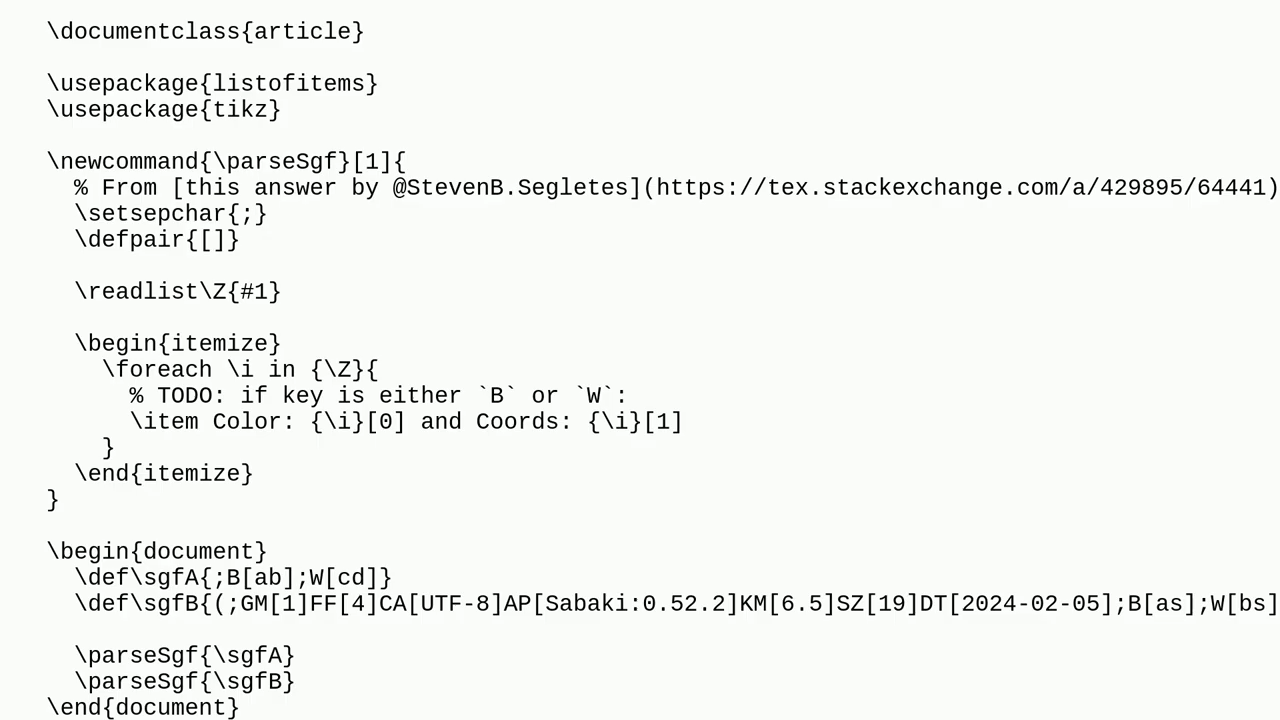 \documentclass{article}
\usepackage{listofitems}
\usepackage{tikz}
\newcommand{\parseSgf}[1]{
% From [this answer by @StevenB.Segletes](https://tex.stackexchange.com/a/429895/64441)
\setsepchar{;}
\defpair{[]}
\readlist\Z{#1}
\begin{itemize}
\foreach \i in {\Z}{
% TODO: if key is either `B` or `W`:
\item Color: {\i}[0] and Coords: {\i}[1]
}
\end{itemize}
}
\begin{document}
\def\sgfA{;B[ab];W[cd]}
\def\sgfB{(;GM[1]FF[4]CA[UTF-8]AP[Sabaki:0.52.2]KM[6.5]SZ[19]DT[2024-02-05];B[as];W[bs]
\parseSgf{\sgfA}
\parseSgf{\sgfB}
\end{document}